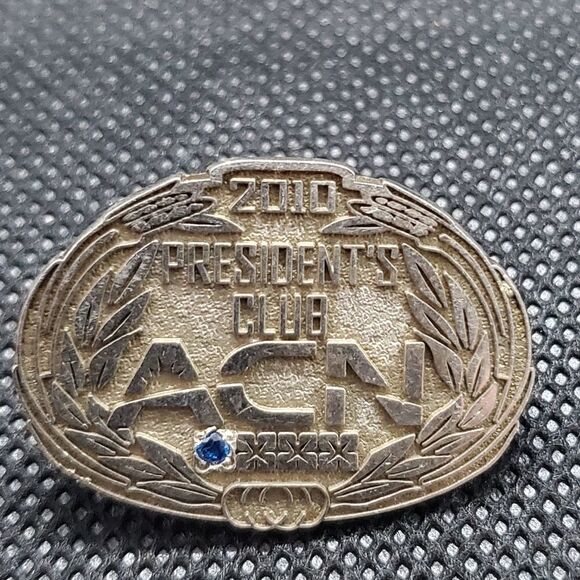 2010
PRESIDENT'S
CLUB
ACN